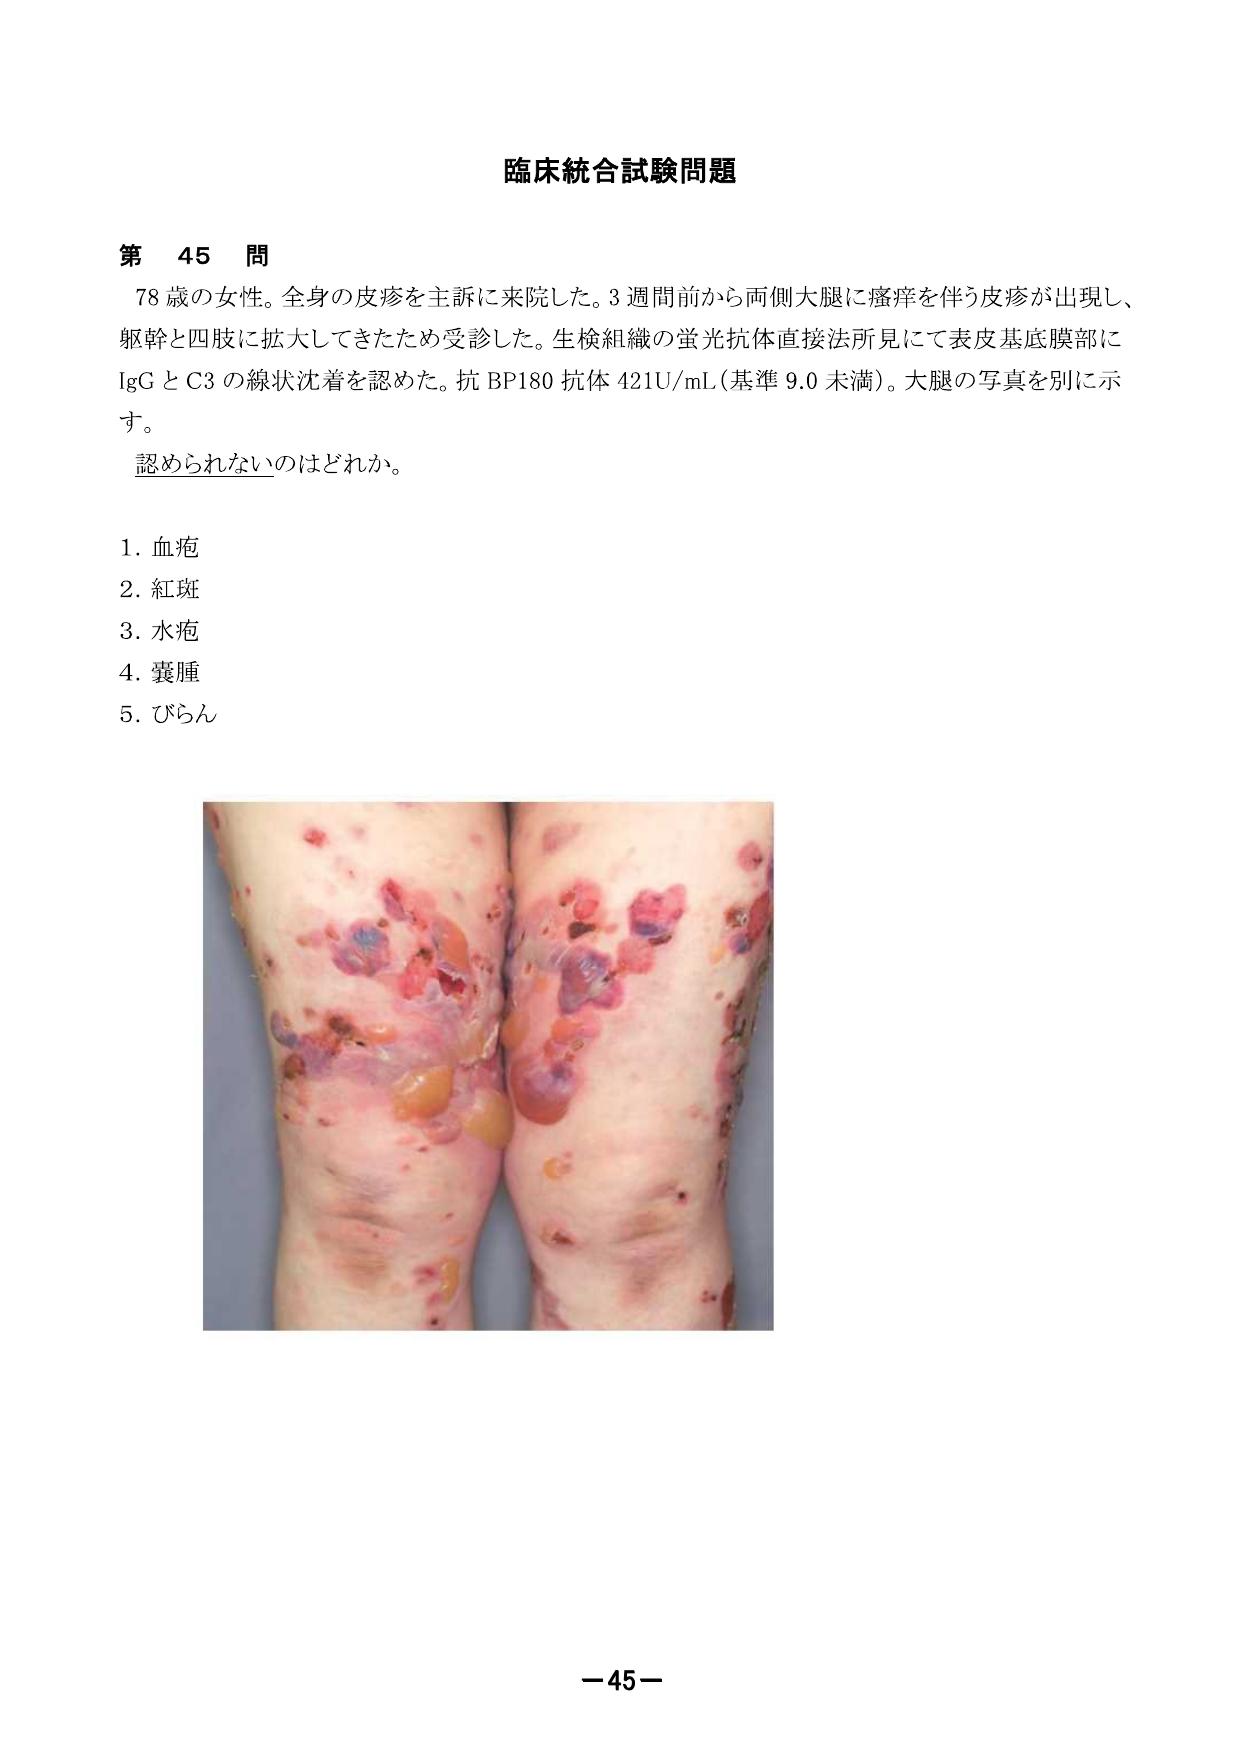 臨床統合試験問題
第 45 問
78 歳の女性。全身の皮疹を主訴に来院した。3 週間前から両側大腿に瘙痒を伴う皮疹が出現し、
躯幹と四肢に拡大してきたため受診した。生検組織の蛍光抗体直接法所見にて表皮基底膜部に
IgG と C3 の線状沈着を認めた。抗 BP180 抗体 421U/mL（基準 9.0 未満）。大腿の写真を別に示
す。
認められないのはどれか。
1. 血疱
2. 紅斑
3. 水疱
4. 嚢腫
5. びらん
－45－